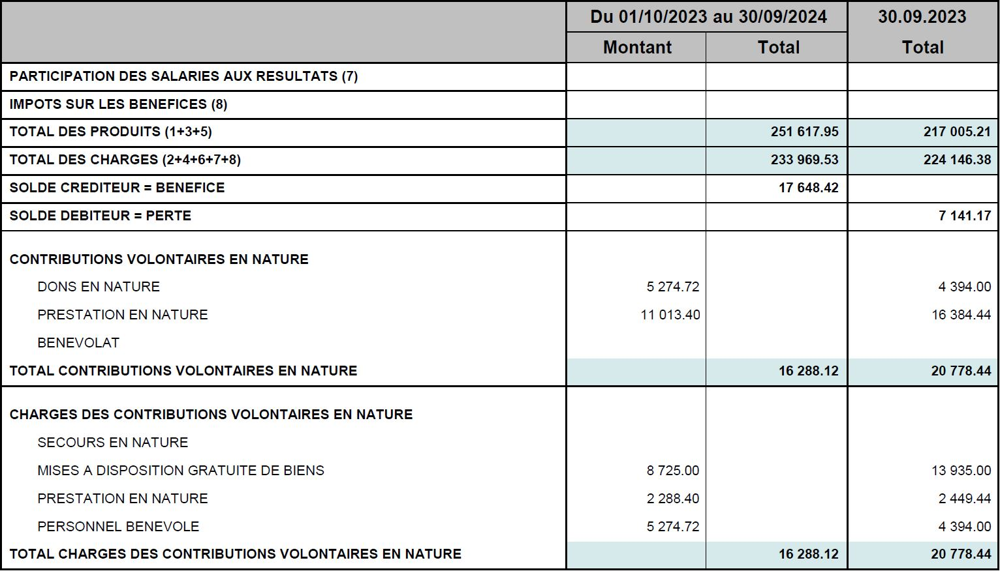 Du 01/10/2023 au 30/09/2024 30.09.2023
Montant Total Total
PARTICIPATION DES SALARIES AUX RESULTATS (7)
IMPOTS SUR LES BENEFICES (8)
TOTAL DES PRODUITS (1+3+5) 251 617.95 217 005.21
TOTAL DES CHARGES (2+4+6+7+8) 233 969.53 224 146.38
SOLDE CREDITEUR = BENEFICE 17 648.42
SOLDE DEBITEUR = PERTE 7 141.17
CONTRIBUTIONS VOLONTAIRES EN NATURE
DONS EN NATURE 5 274.72 4 394.00
PRESTATION EN NATURE 11 013.40 16 384.44
BENEVOLAT
TOTAL CONTRIBUTIONS VOLONTAIRES EN NATURE 16 288.12 20 778.44
CHARGES DES CONTRIBUTIONS VOLONTAIRES EN NATURE
SECOURS EN NATURE
MISES A DISPOSITION GRATUITE DE BIENS 8 725.00 13 935.00
PRESTATION EN NATURE 2 288.40 2 449.44
PERSONNEL BENEVOLE 5 274.72 4 394.00
TOTAL CHARGES DES CONTRIBUTIONS VOLONTAIRES EN NATURE 16 288.12 20 778.44